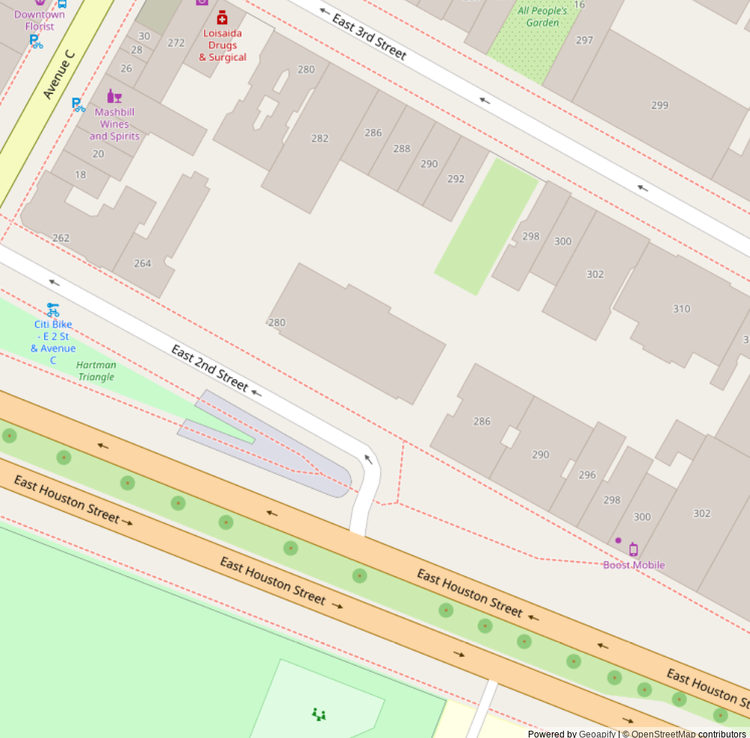 Downtown
Florist
Loisaida
Drugs
& Surgical
East 3rd Street
All People's
Garden
16
297
299
30
28
26
272
280
Avenue C
Mashbill
Wines
and Spirits
20
18
282
286
288
290
292
298
300
302
310
3
262
264
280
Citi Bike
- E 2 St
& Avenue
C
Hartman
Triangle
East 2nd Street
286
290
296
298
300
302
Boost Mobile
East Houston Street
East Houston Street
East Houston Street
East Houston St
Powered by Geoapify | © OpenStreetMap contributors